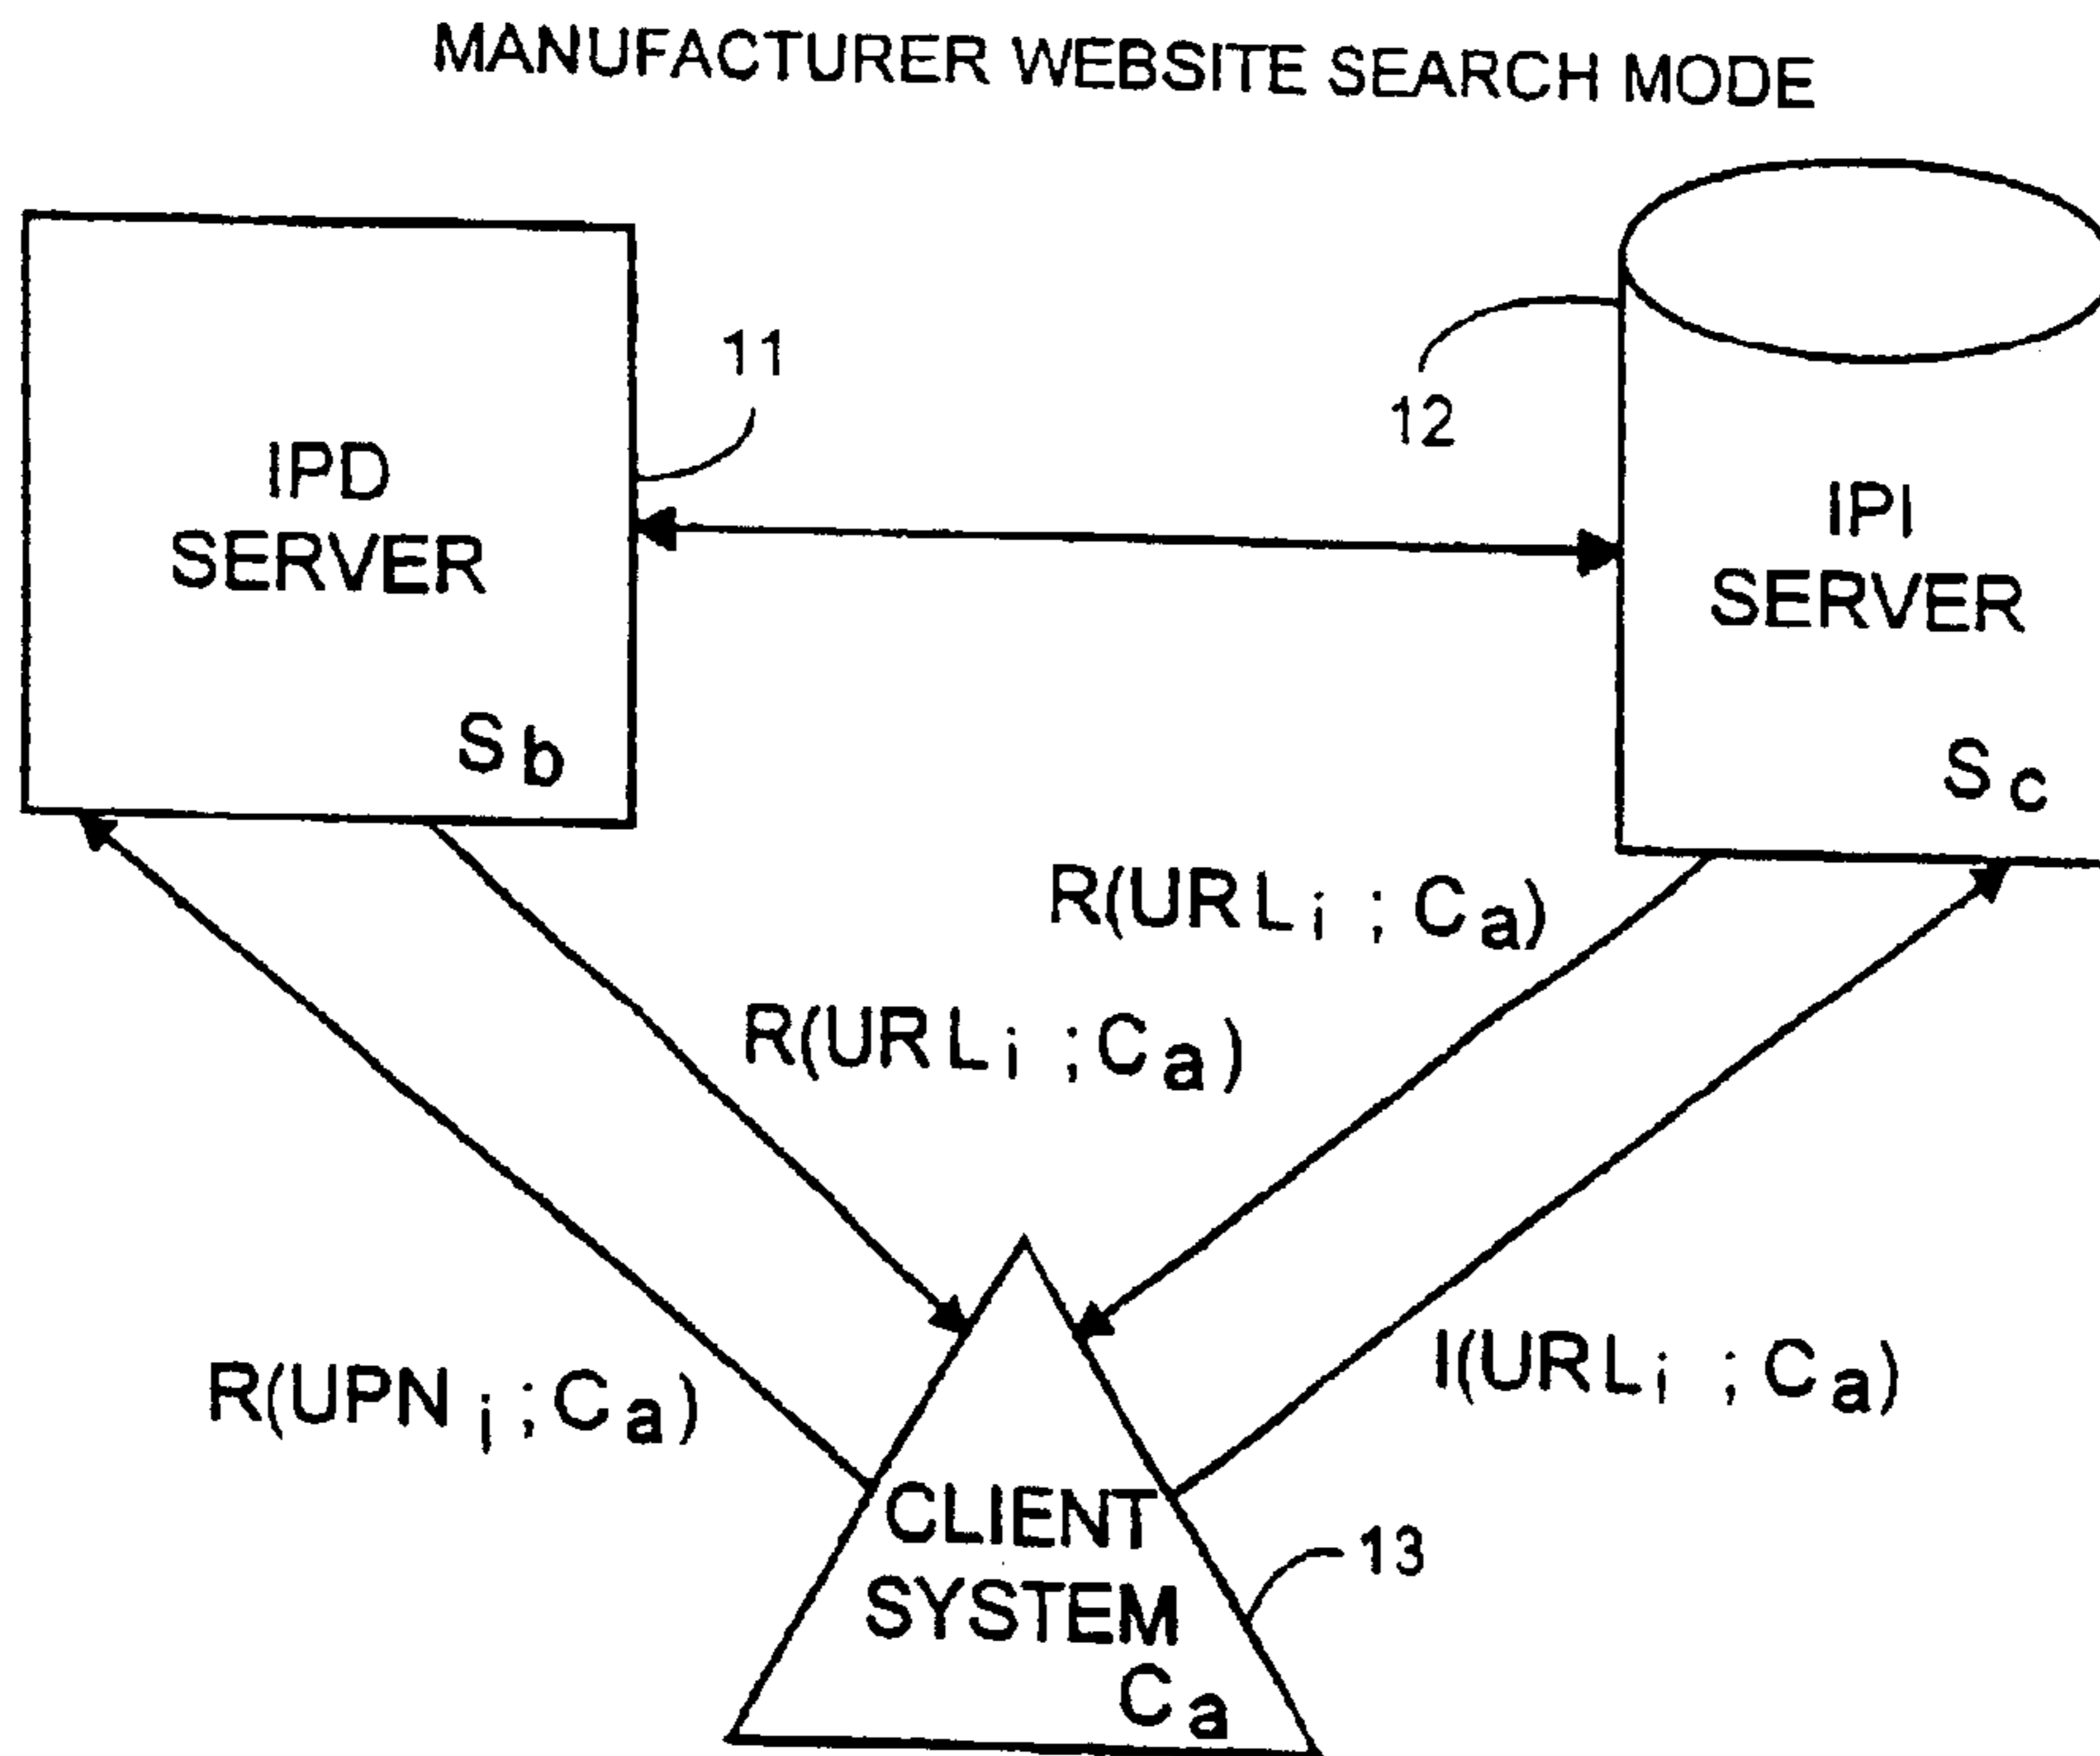 MANUFACTURER WEBSITE SEARCH MODE
11
12
IPD
SERVER
Sb
IPI
SERVER
Sc
R(URLi ; Ca)
R(URLi ;Ca)
R(UPNi ;Ca)
I(URLi ; Ca)
CLIENT
SYSTEM
Ca
13